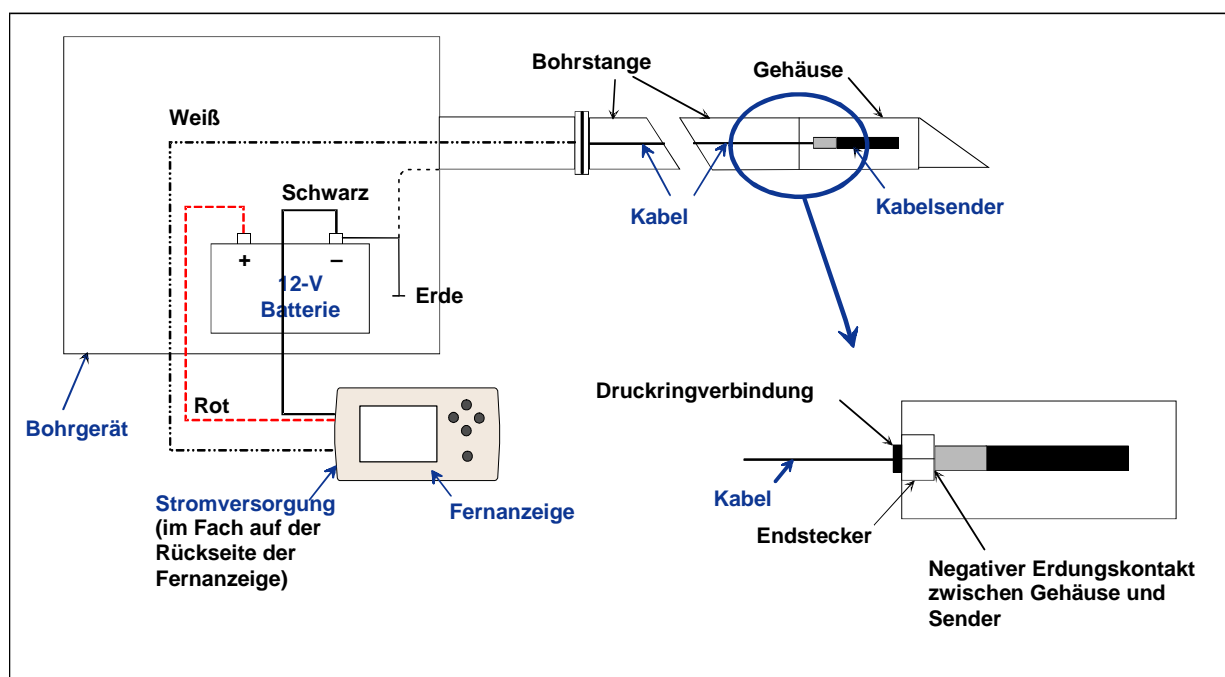 Bohrstange
Gehäuse
Weiß
Schwarz
Kabel
Kabelsender
+
–
12-V
Batterie
Erde
Druckringverbindung
Rot
Bohrgerät
Stromversorgung
(im Fach auf der
Rückseite der
Fernanzeige)
Fernanzeige
Kabel
Endstecker
Negativer Erdungskontakt
zwischen Gehäuse und
Sender